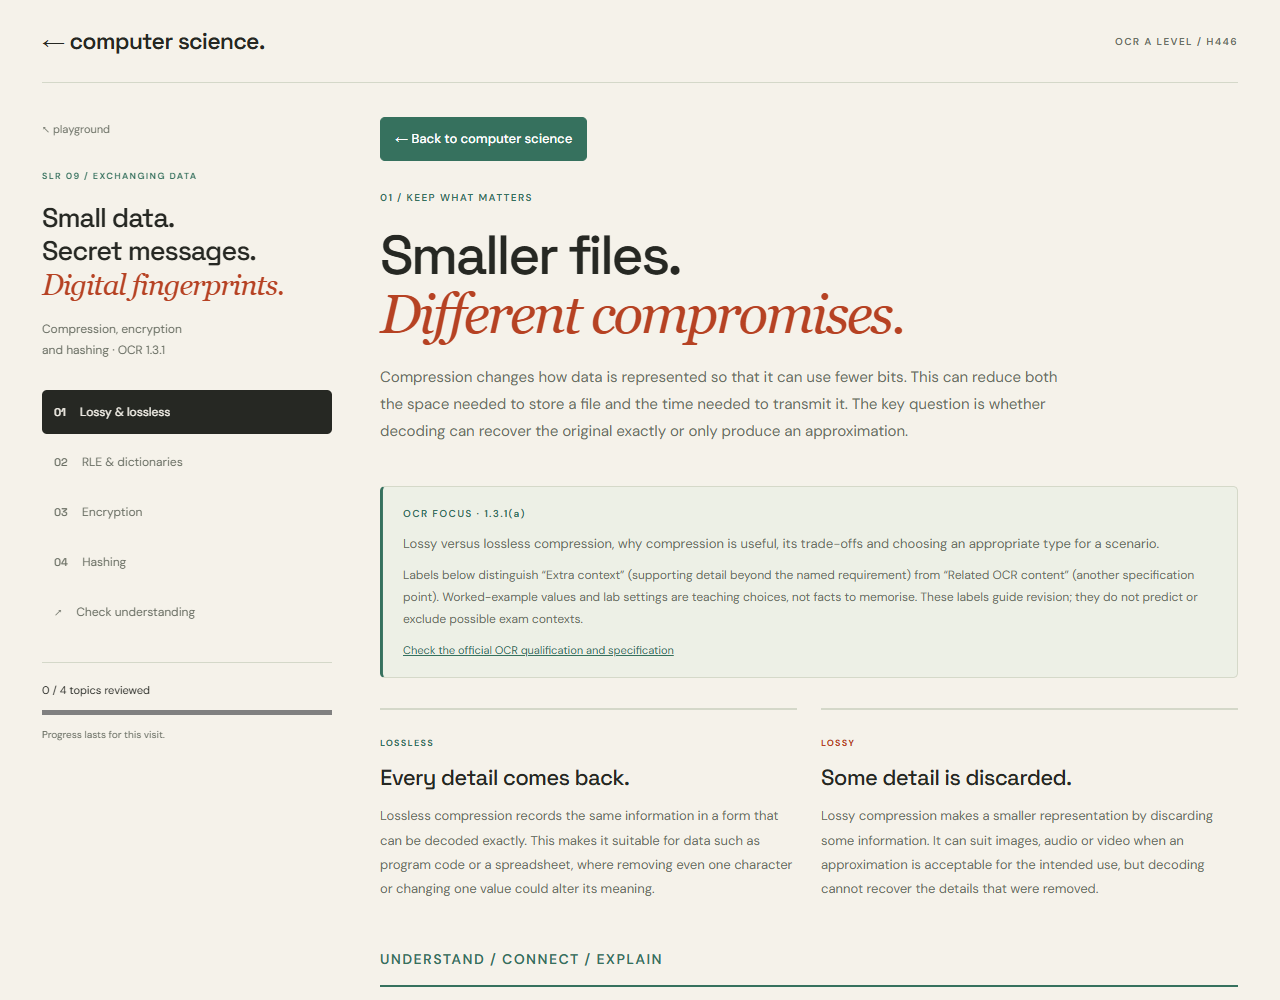 ← computer science.
OCR A LEVEL / H446
↖ playground
SLR 09 / EXCHANGING DATA
Small data.
Secret messages.
Digital fingerprints.
Compression, encryption
and hashing · OCR 1.3.1
01 Lossy & lossless
02 RLE & dictionaries
03 Encryption
04 Hashing
↗ Check understanding
0 / 4 topics reviewed
Progress lasts for this visit.
← Back to computer science
01 / KEEP WHAT MATTERS
Smaller files.
Different compromises.
Compression changes how data is represented so that it can use fewer bits. This can reduce both
the space needed to store a file and the time needed to transmit it. The key question is whether
decoding can recover the original exactly or only produce an approximation.
OCR FOCUS · 1.3.1(a)
Lossy versus lossless compression, why compression is useful, its trade-offs and choosing an appropriate type for a scenario.
Labels below distinguish “Extra context” (supporting detail beyond the named requirement) from “Related OCR content” (another specification
point). Worked-example values and lab settings are teaching choices, not facts to memorise. These labels guide revision; they do not predict or
exclude possible exam contexts.
Check the official OCR qualification and specification
LOSSLESS
Every detail comes back.
Lossless compression records the same information in a form that
can be decoded exactly. This makes it suitable for data such as
program code or a spreadsheet, where removing even one character
or changing one value could alter its meaning.
LOSSY
Some detail is discarded.
Lossy compression makes a smaller representation by discarding
some information. It can suit images, audio or video when an
approximation is acceptable for the intended use, but decoding
cannot recover the details that were removed.
UNDERSTAND / CONNECT / EXPLAIN